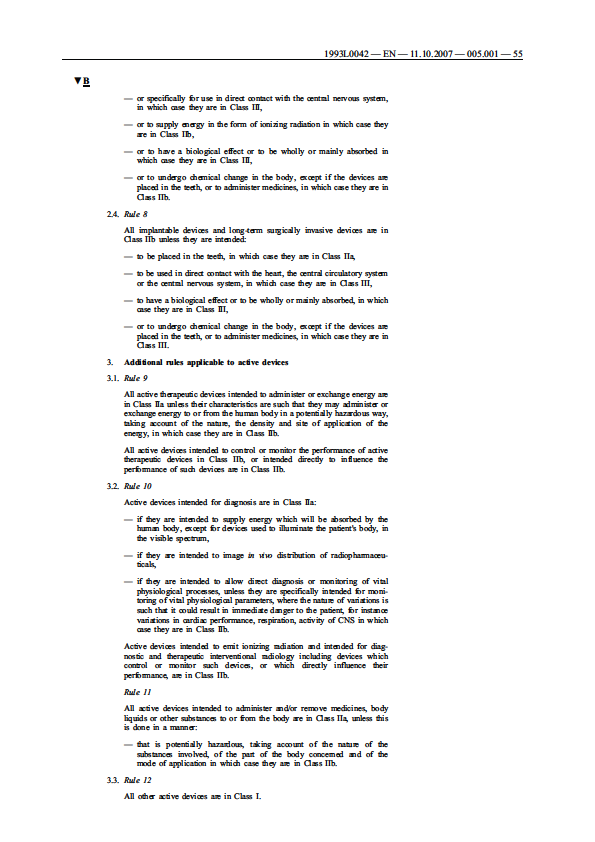 1993L0042 — EN — 11.10.2007 — 005.001 — 55
▼B
— or specifically for use in direct contact with the central nervous system,
in which case they are in Class III,
— or to supply energy in the form of ionizing radiation in which case they
are in Class IIb,
— or to have a biological effect or to be wholly or mainly absorbed in
which case they are in Class III,
— or to undergo chemical change in the body, except if the devices are
placed in the teeth, or to administer medicines, in which case they are in
Class IIb.
2.4. Rule 8
All implantable devices and long-term surgically invasive devices are in
Class IIb unless they are intended:
— to be placed in the teeth, in which case they are in Class IIa,
— to be used in direct contact with the heart, the central circulatory system
or the central nervous system, in which case they are in Class III,
— to have a biological effect or to be wholly or mainly absorbed, in which
case they are in Class III,
— or to undergo chemical change in the body, except if the devices are
placed in the teeth, or to administer medicines, in which case they are in
Class III.
3. Additional rules applicable to active devices
3.1. Rule 9
All active therapeutic devices intended to administer or exchange energy are
in Class IIa unless their characteristics are such that they may administer or
exchange energy to or from the human body in a potentially hazardous way,
taking account of the nature, the density and site of application of the
energy, in which case they are in Class IIb.
All active devices intended to control or monitor the performance of active
therapeutic devices in Class IIb, or intended directly to influence the
performance of such devices are in Class IIb.
3.2. Rule 10
Active devices intended for diagnosis are in Class IIa:
— if they are intended to supply energy which will be absorbed by the
human body, except for devices used to illuminate the patient's body, in
the visible spectrum,
— if they are intended to image in vivo distribution of radiopharmaceu-
ticals,
— if they are intended to allow direct diagnosis or monitoring of vital
physiological processes, unless they are specifically intended for moni-
toring of vital physiological parameters, where the nature of variations is
such that it could result in immediate danger to the patient, for instance
variations in cardiac performance, respiration, activity of CNS in which
case they are in Class IIb.
Active devices intended to emit ionizing radiation and intended for diag-
nostic and therapeutic interventional radiology including devices which
control or monitor such devices, or which directly influence their
performance, are in Class IIb.
Rule 11
All active devices intended to administer and/or remove medicines, body
liquids or other substances to or from the body are in Class IIa, unless this
is done in a manner:
— that is potentially hazardous, taking account of the nature of the
substances involved, of the part of the body concerned and of the
mode of application in which case they are in Class IIb.
3.3. Rule 12
All other active devices are in Class I.